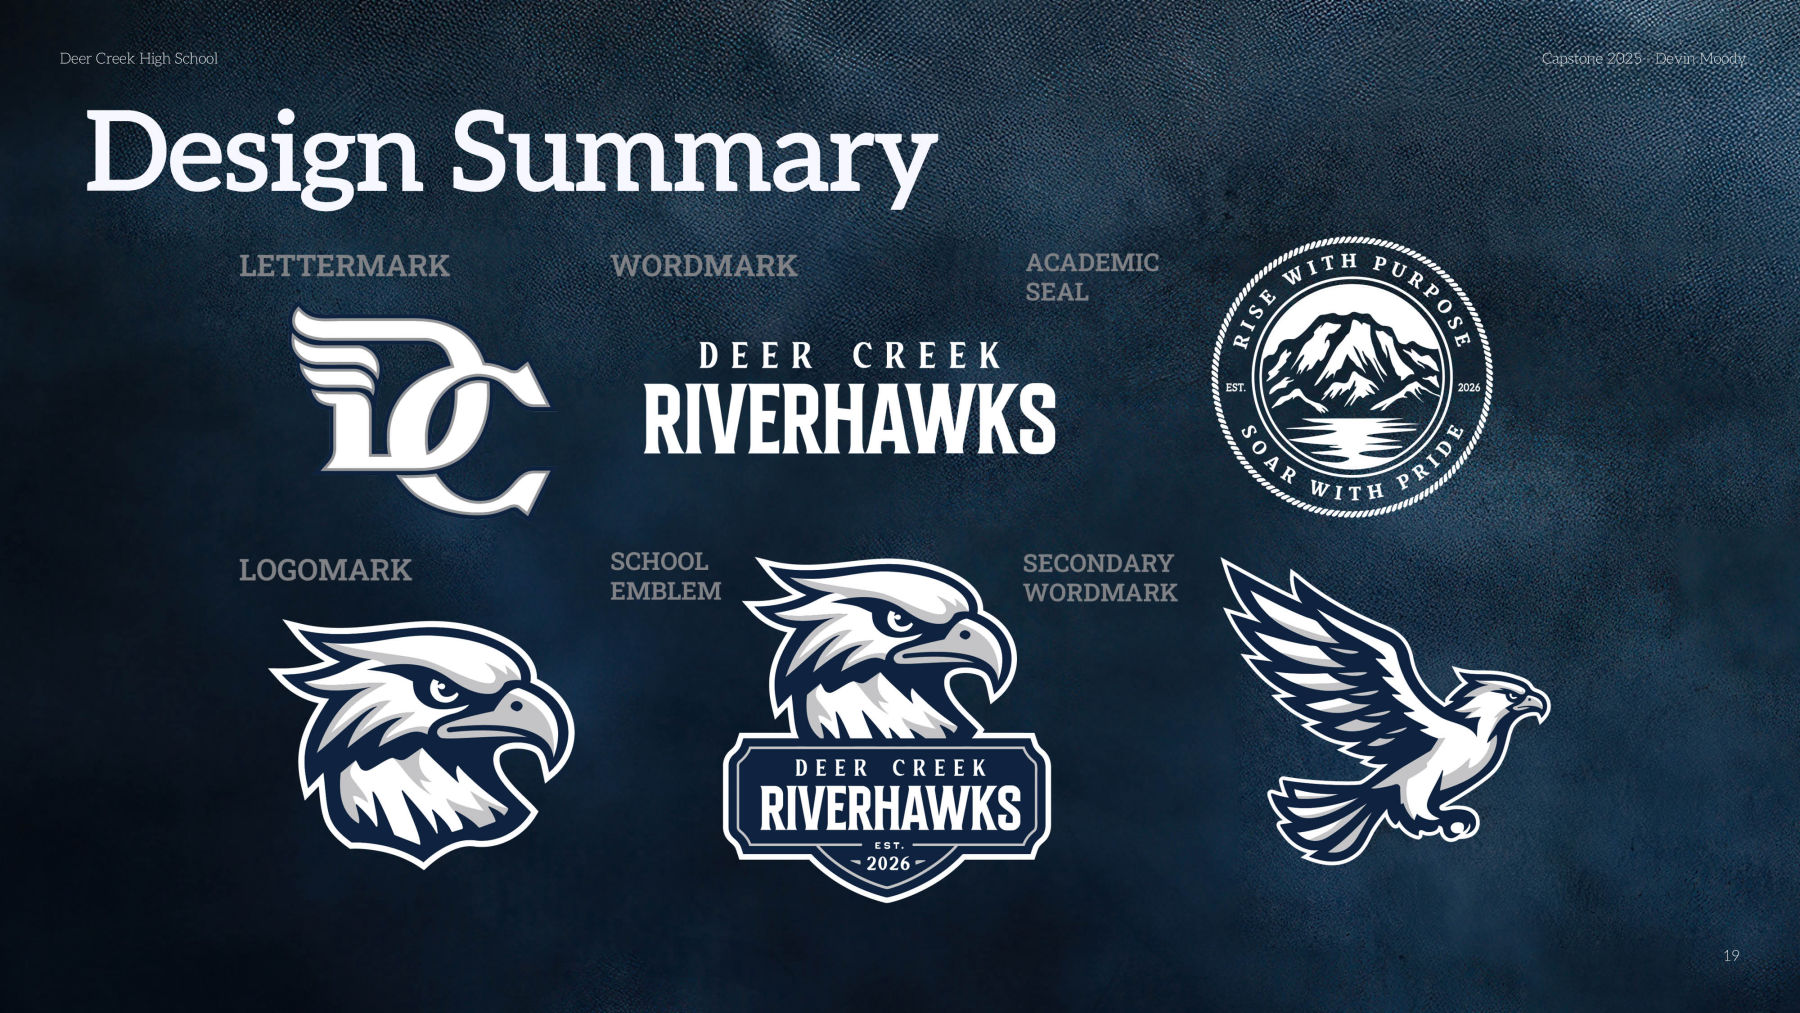 Deer Creek High School
Capstone 2025 - Devin Moody
Design Summary
LETTERMARK
DC
WORDMARK
DEER CREEK
RIVERHAWKS
ACADEMIC
SEAL
RISE WITH PURPOSE
EST. 2026
SOAR WITH PRIDE
LOGOMARK
SCHOOL
EMBLEM
DEER CREEK
RIVERHAWKS
EST.
2026
SECONDARY
WORDMARK
19